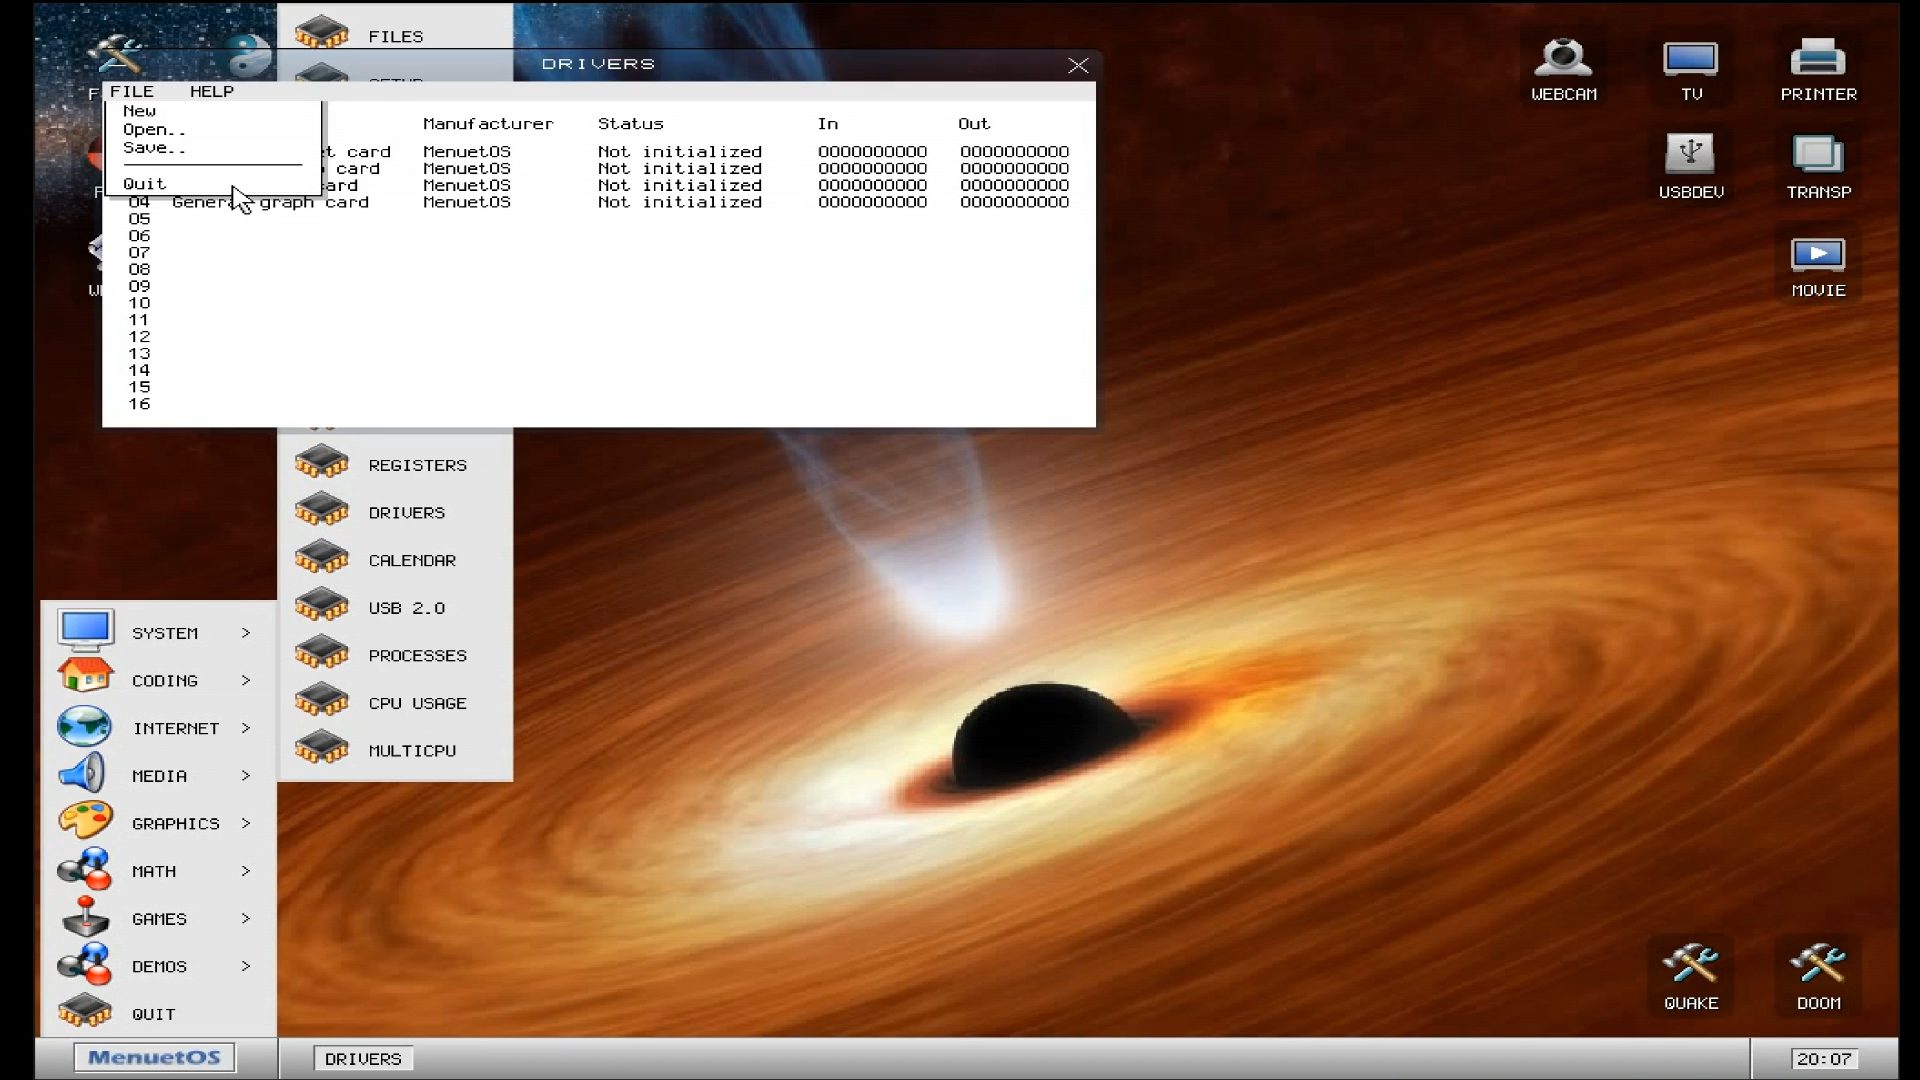 FILES
DRIVERS
FILE HELP
New
Open..
Save..
Quit
Manufacturer Status In Out
t card MenuetOS Not initialized 0000000000 0000000000
card MenuetOS Not initialized 0000000000 0000000000
ard MenuetOS Not initialized 0000000000 0000000000
04 General graph card MenuetOS Not initialized 0000000000 0000000000
05
06
07
08
09
10
11
12
13
14
15
16
WEBCAM TV PRINTER
USBDEV TRANSP
MOVIE
REGISTERS
DRIVERS
CALENDAR
USB 2.0
PROCESSES
CPU USAGE
MULTICPU
SYSTEM >
CODING >
INTERNET >
MEDIA >
GRAPHICS >
MATH >
GAMES >
DEMOS >
QUIT
QUAKE DOOM
MenuetOS DRIVERS 20:07